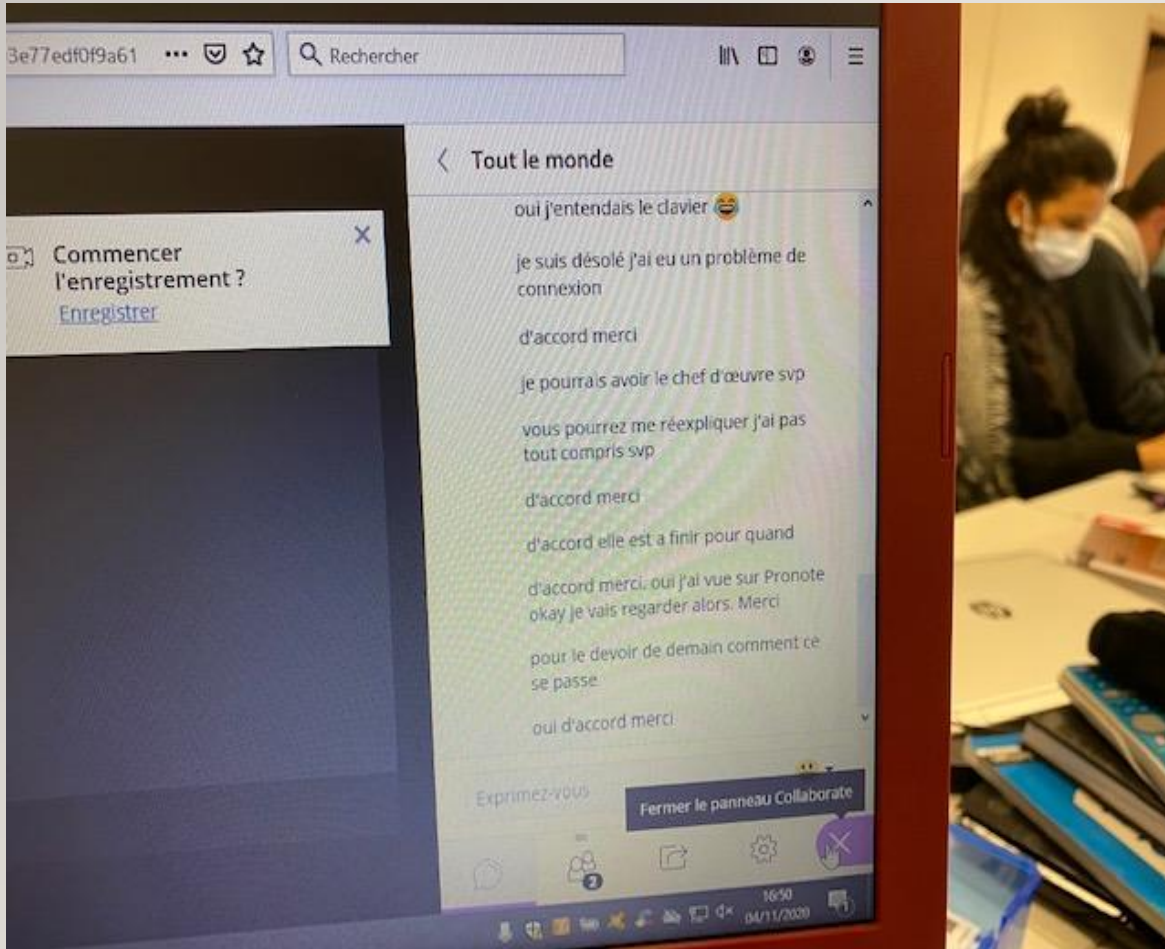 3e77edf0f9a61 ••• Rechercher
Tout le monde
oui j'entendais le clavier 😂
je suis désolé j'ai eu un problème de
connexion
d'accord merci
je pourrais avoir le chef d'œuvre svp
vous pourrez me réexpliquer j'ai pas
tout compris svp
d'accord merci
d'accord elle est a finir pour quand
d'accord merci, oui j'ai vue sur Pronote
okay je vais regarder alors. Merci
pour le devoir de demain comment ce
se passe
oui d'accord merci
Exprimez-vous
Fermer le panneau Collaborate
2
Commencer
l'enregistrement ?
Enregistrer
16:50
04/11/2020
1